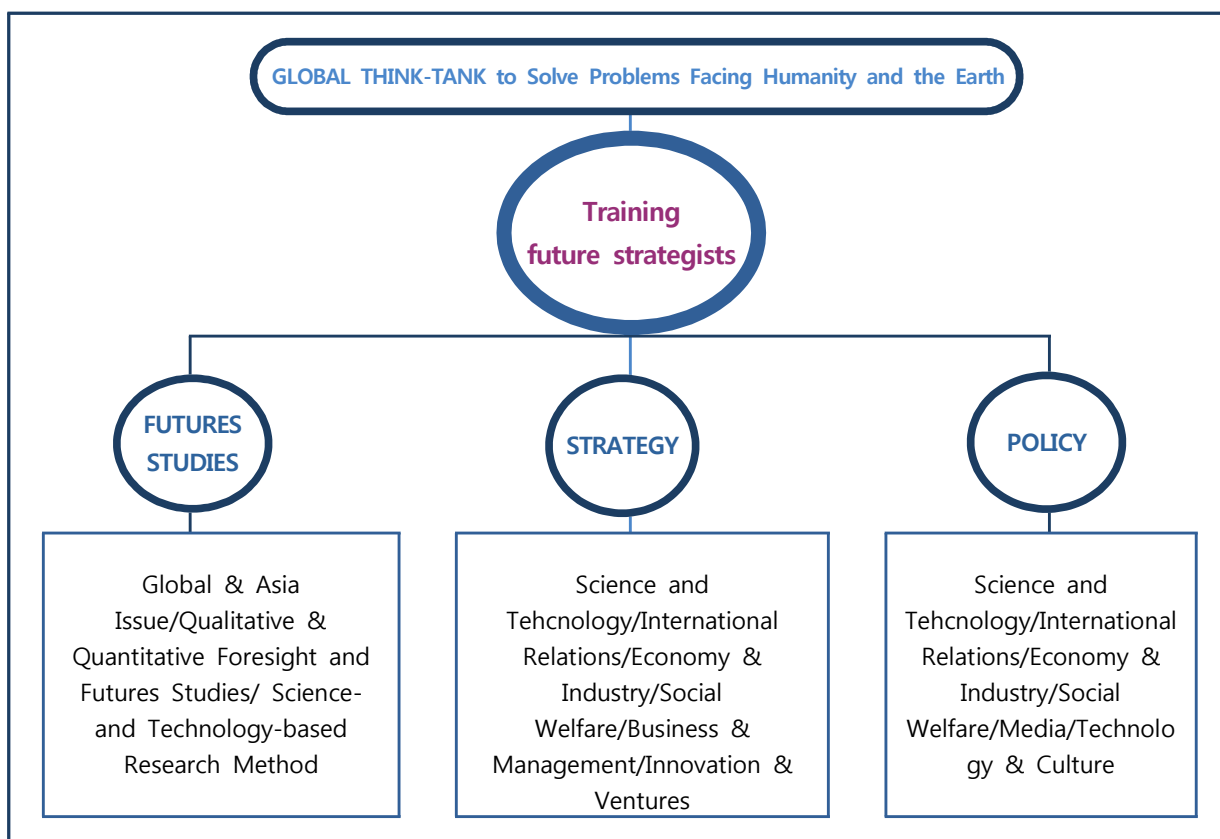 GLOBAL THINK-TANK to Solve Problems Facing Humanity and the Earth
Training
future strategists
FUTURES
STUDIES
STRATEGY
POLICY
Global & Asia
Issue/Qualitative &
Quantitative Foresight and
Futures Studies/ Science-
and Technology-based
Research Method
Science and
Tehcnology/International
Relations/Economy &
Industry/Social
Welfare/Business &
Management/Innovation &
Ventures
Science and
Tehcnology/International
Relations/Economy &
Industry/Social
Welfare/Media/Technolo
gy & Culture